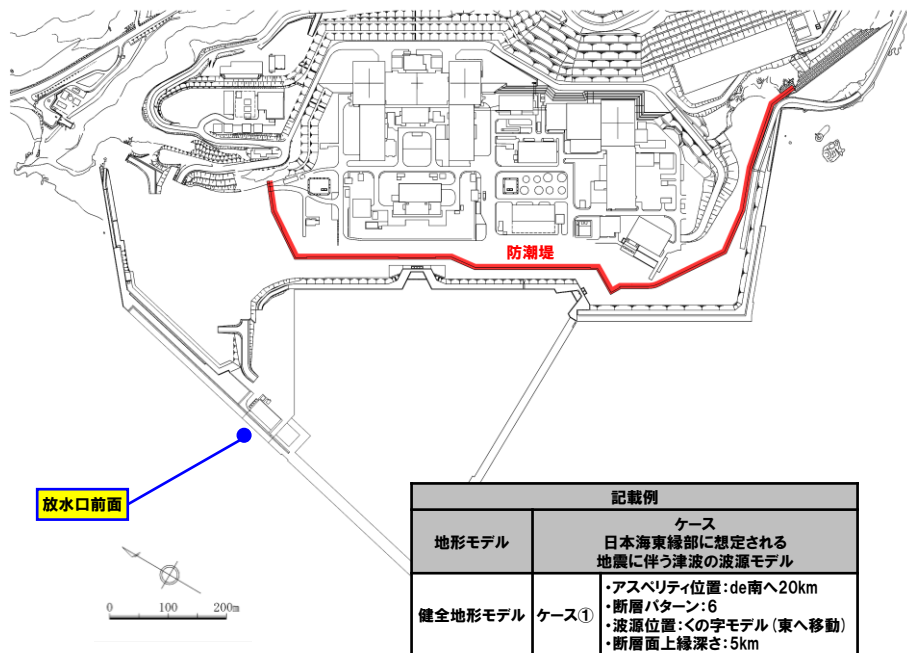 防潮堤
放水口前面
0 100 200m
記載例
地形モデル
ケース
日本海東縁部に想定される
地震に伴う津波の波源モデル
健全地形モデル
ケース①
・アスペリティ位置:de南へ20km
・断層パターン:6
・波源位置:くの字モデル(東へ移動)
・断層面上縁深さ:5km